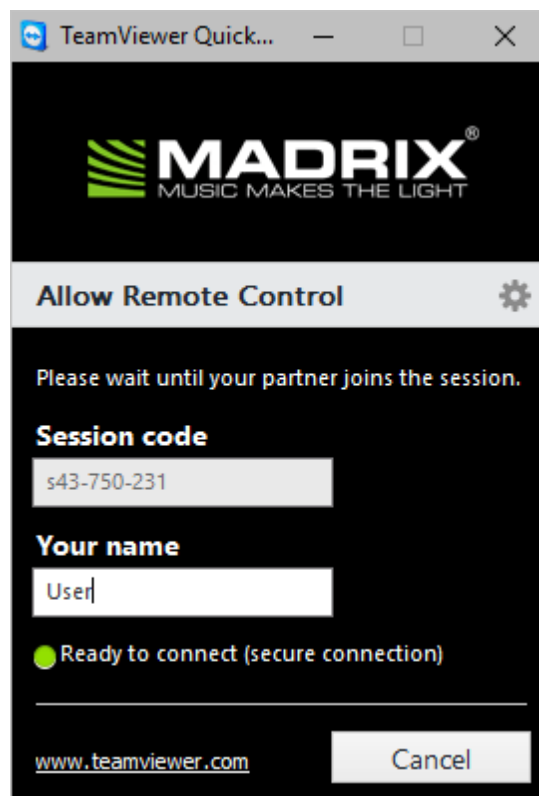 TeamViewer Quick...
MADRIX®
MUSIC MAKES THE LIGHT
Allow Remote Control
Please wait until your partner joins the session.
Session code
s43-750-231
Your name
User
Ready to connect (secure connection)
www.teamviewer.com
Cancel